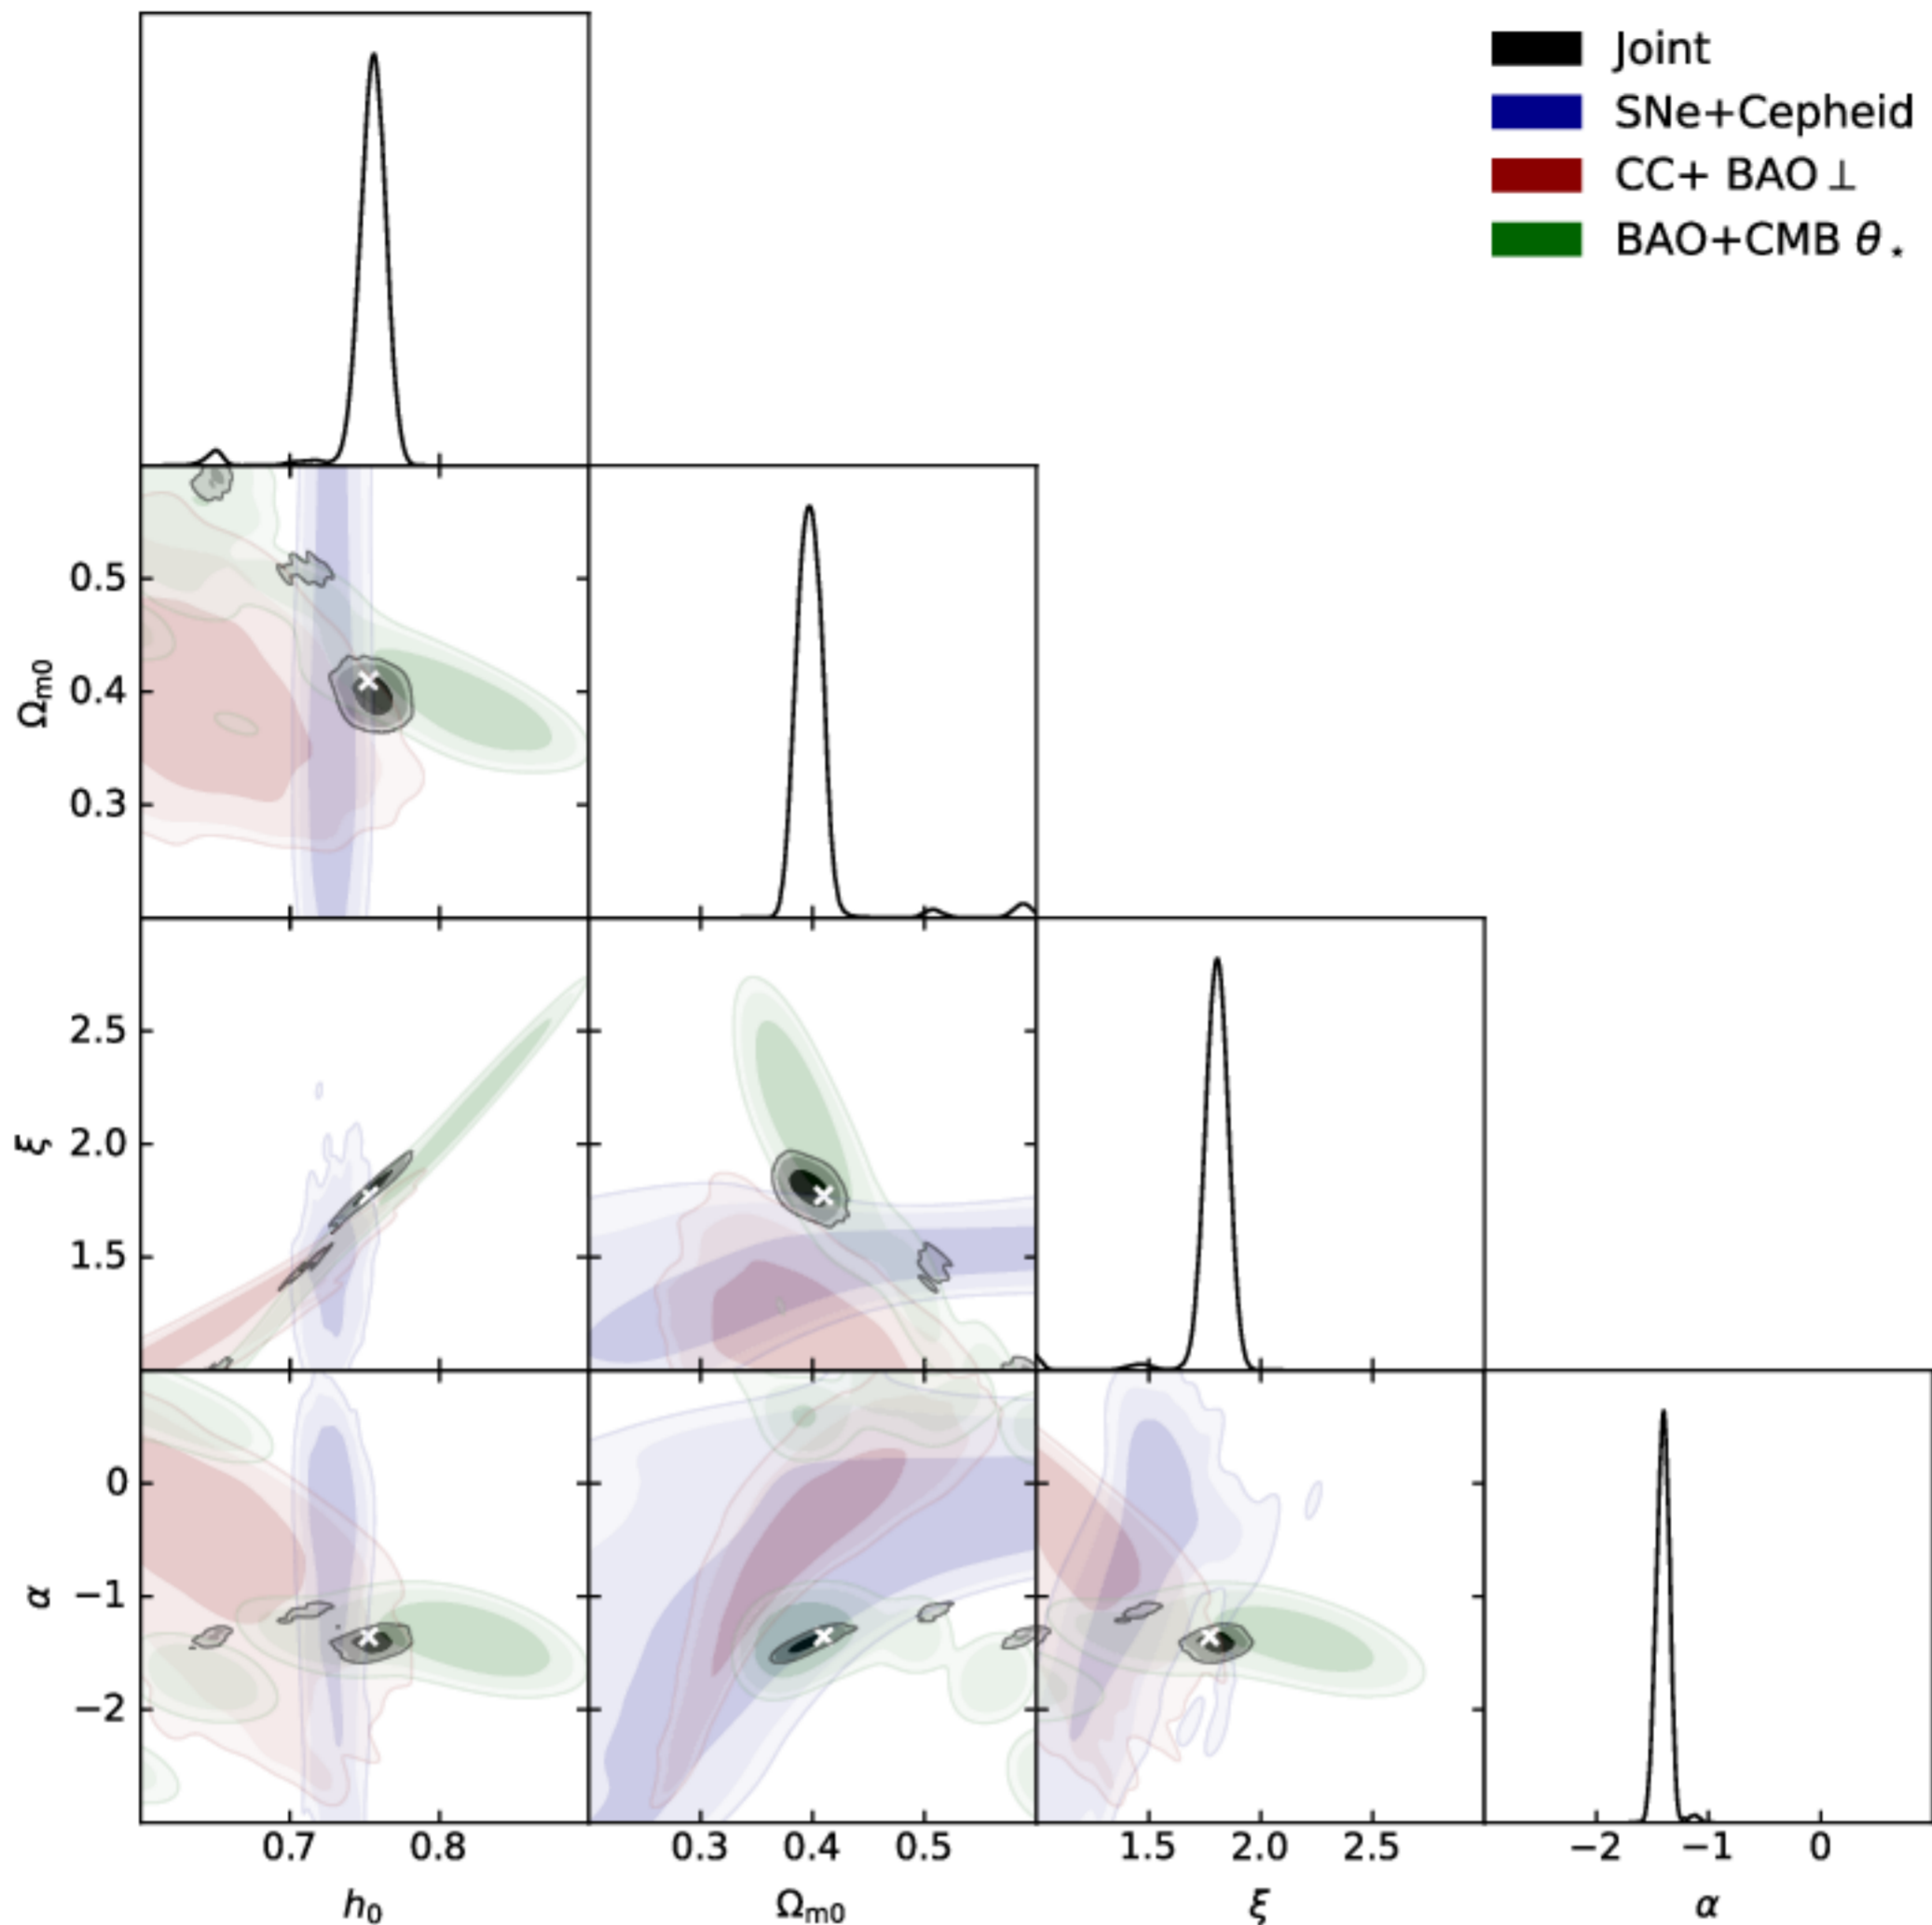 Joint
SNe+Cepheid
CC+ BAO ⊥
BAO+CMB θ⋆
0.5
0.4
0.3
Ωm0
2.5
2.0
1.5
ξ
0
−1
−2
α
0.7 0.8 0.3 0.4 0.5 1.5 2.0 2.5 −2 −1 0
h0 Ωm0 ξ α